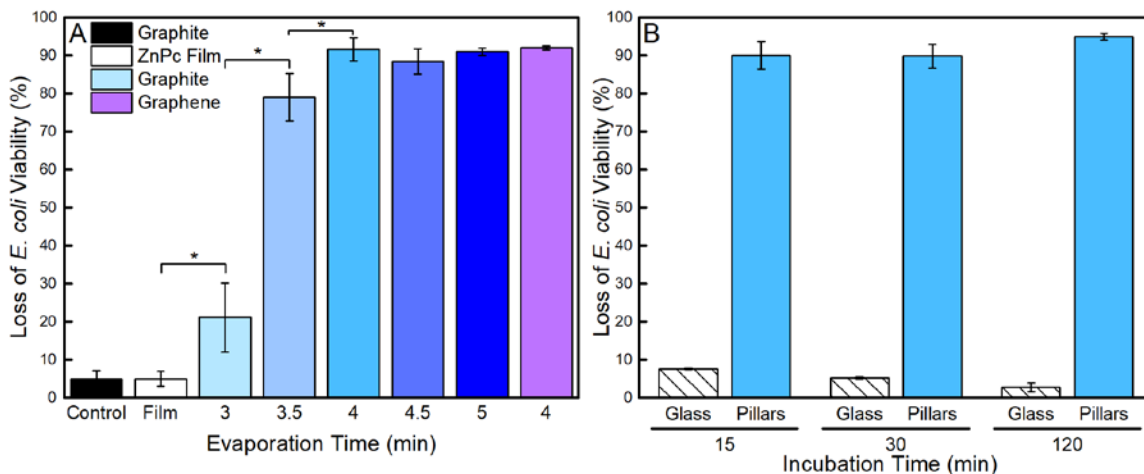 A
Graphite
ZnPc Film
Graphite
Graphene
* * *
100
90
80
70
60
50
40
30
20
10
0
Loss of E. coli Viability (%)
Control Film 3 3.5 4 4.5 5 4
Evaporation Time (min)
B
100
90
80
70
60
50
40
30
20
10
0
Loss of E. coli Viability (%)
Glass Pillars Glass Pillars Glass Pillars
15 30 120
Incubation Time (min)